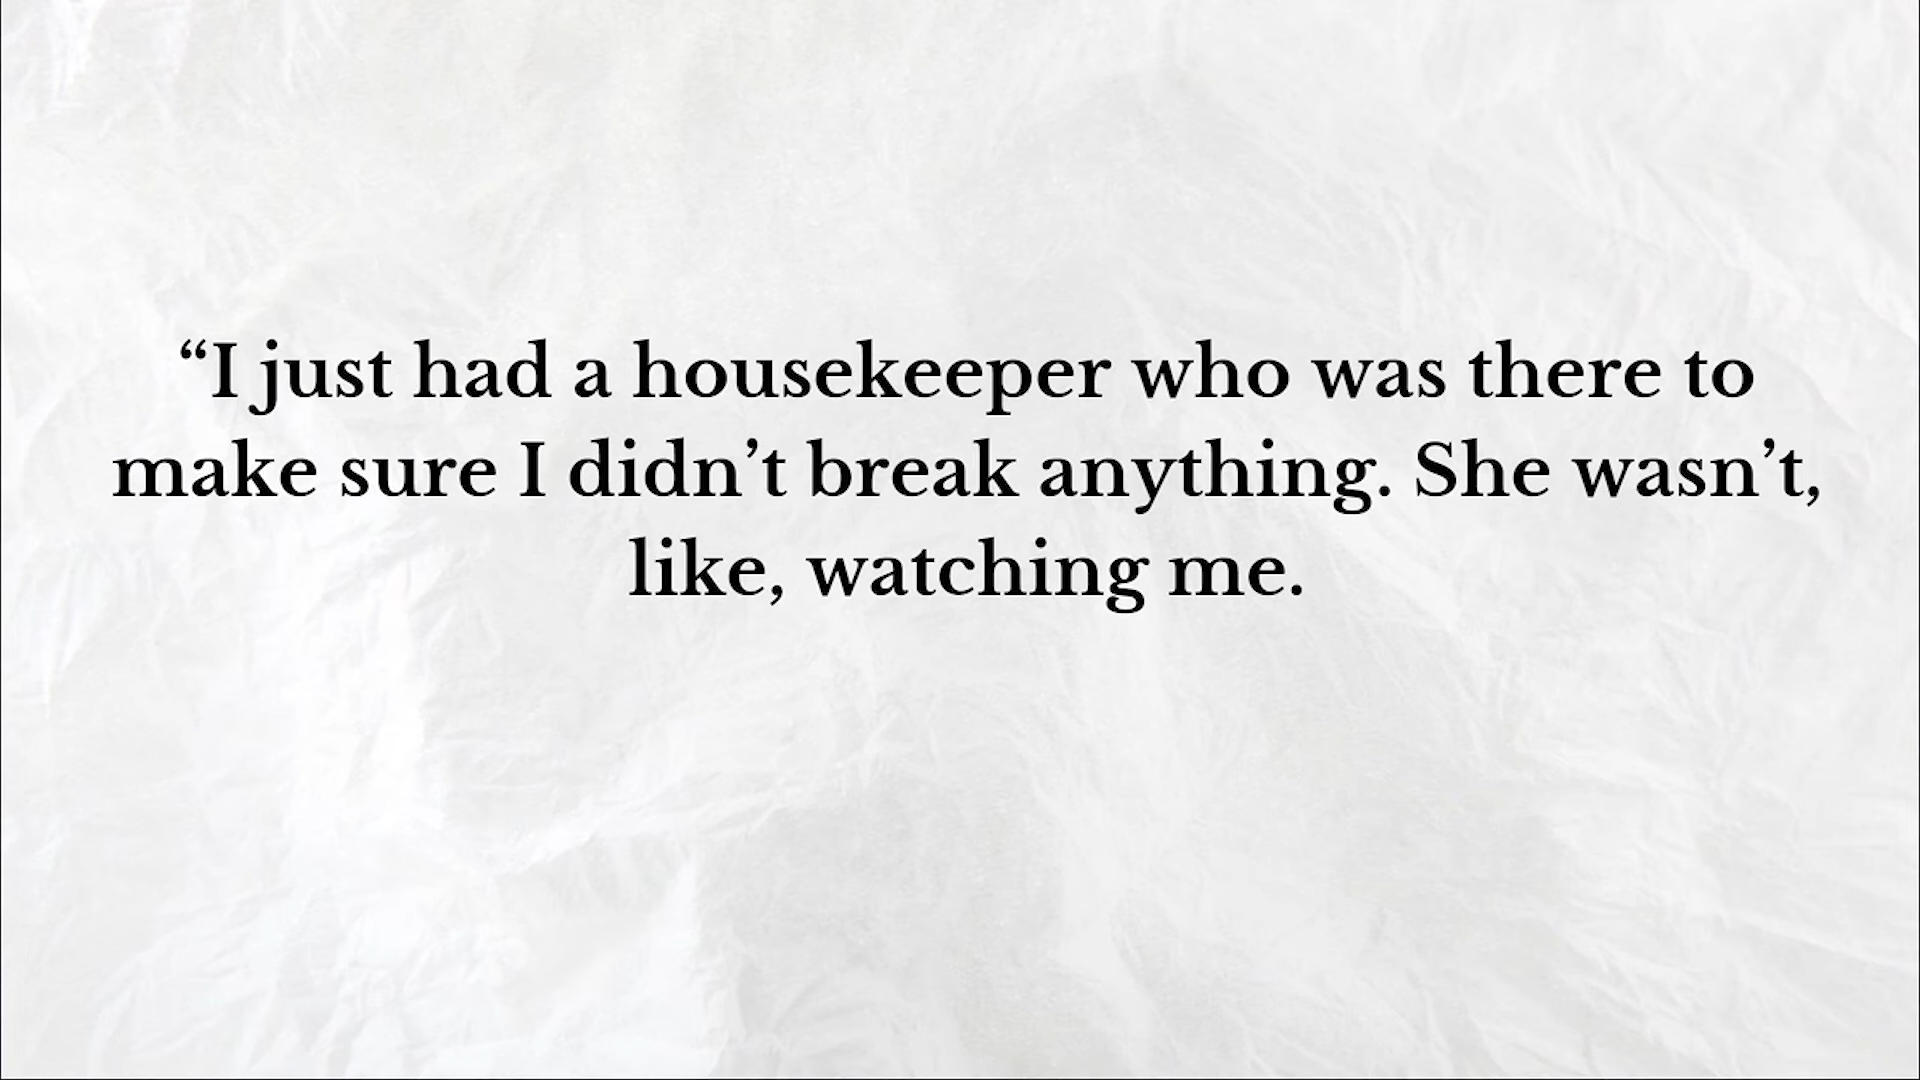 “I just had a housekeeper who was there to
make sure I didn’t break anything. She wasn’t,
like, watching me.